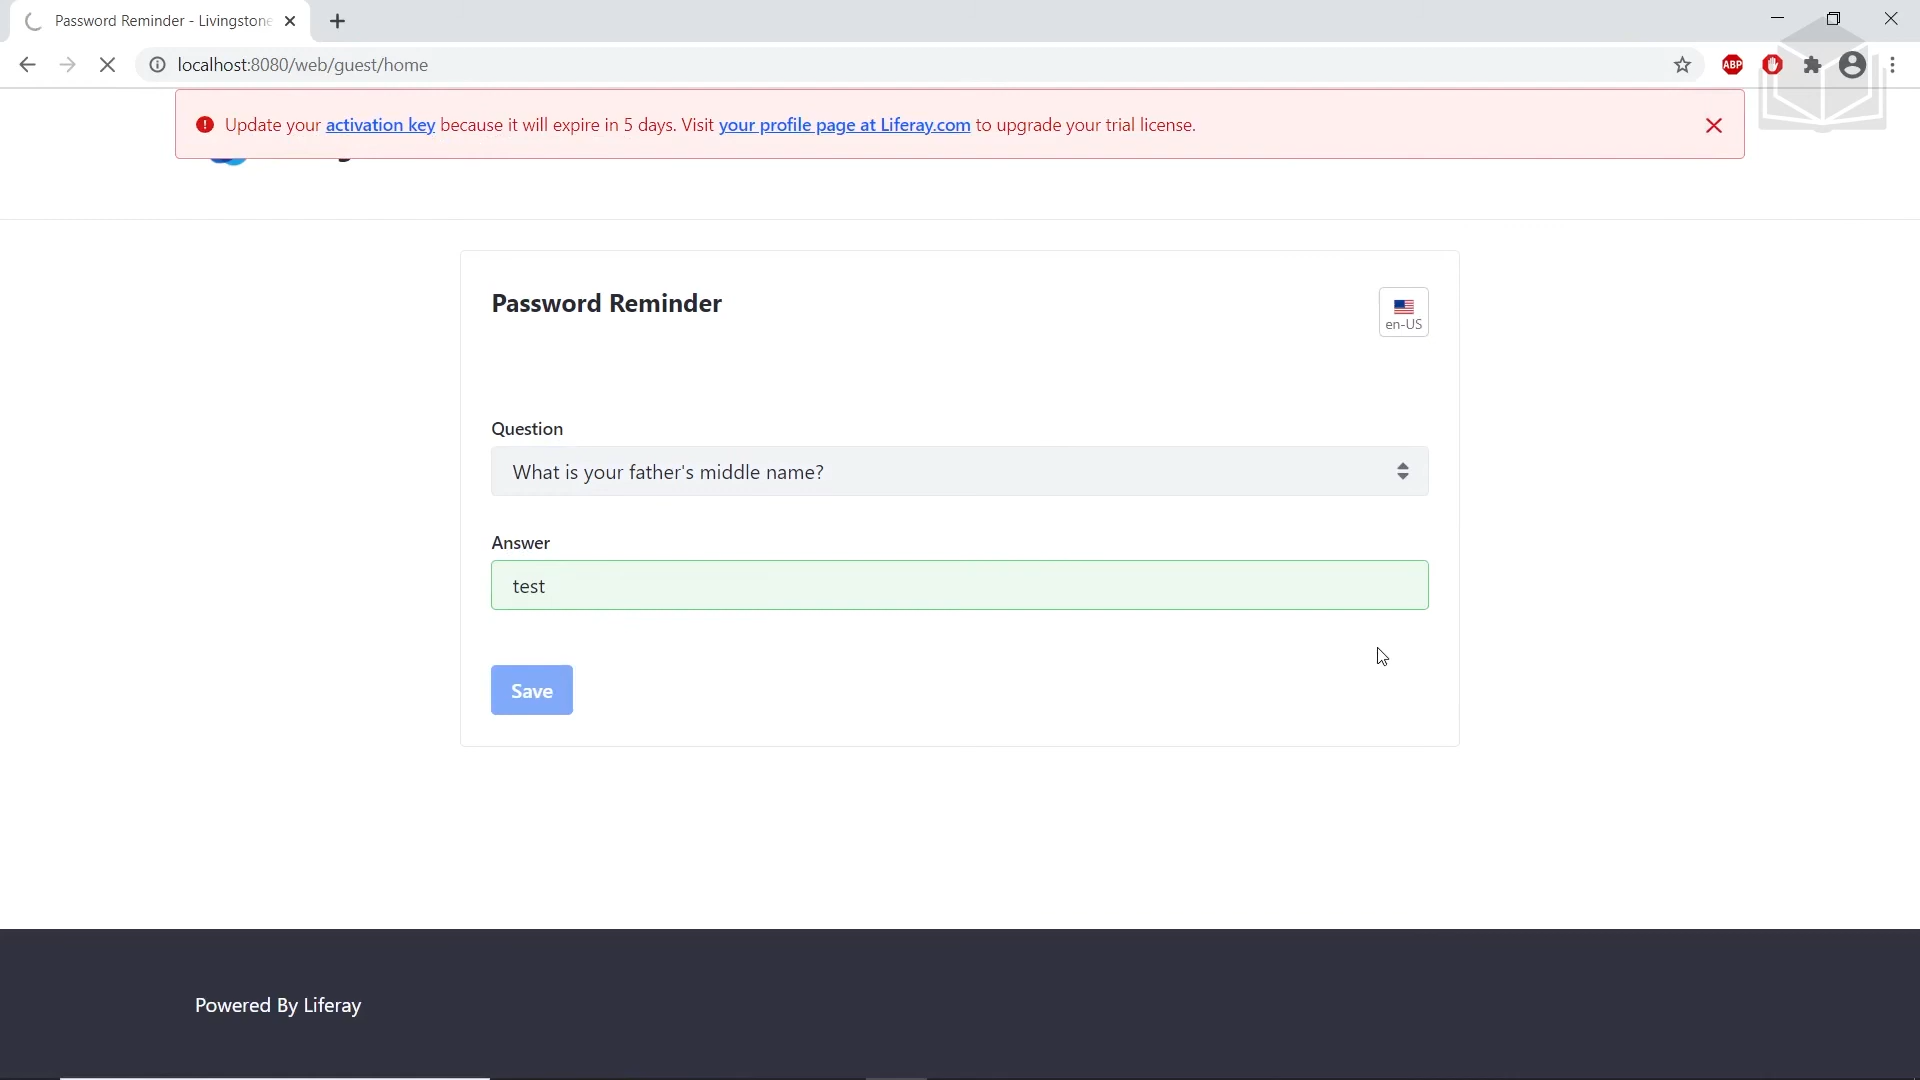 Password Reminder - Livingstone
localhost:8080/web/guest/home
ABP
Update your activation key because it will expire in 5 days. Visit your profile page at Liferay.com to upgrade your trial license.
Password Reminder
en-US
Question
What is your father's middle name?
Answer
test
Save
Powered By Liferay